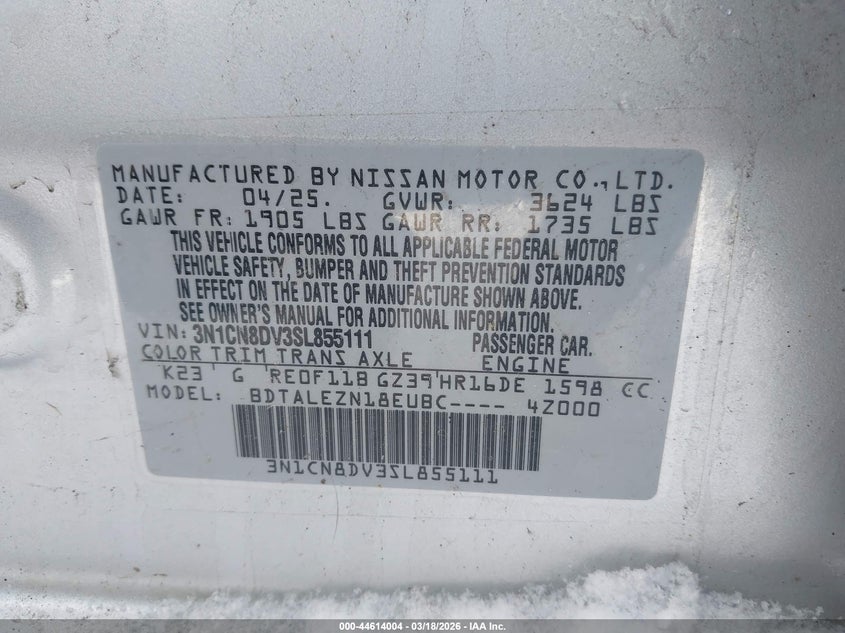 MANUFACTURED BY NISSAN MOTOR CO.,LTD.
DATE: 04/25. GVWR: 3624 LBS
GAWR FR: 1905 LBS GAWR RR: 1735 LBS
THIS VEHICLE CONFORMS TO ALL APPLICABLE FEDERAL MOTOR
VEHICLE SAFETY, BUMPER AND THEFT PREVENTION STANDARDS
IN EFFECT ON THE DATE OF MANUFACTURE SHOWN ABOVE.
SEE OWNER'S MANUAL FOR ADDITIONAL INFORMATION.
VIN: 3N1CN8DV3SL855111 PASSENGER CAR.
COLOR TRIM TRANS AXLE ENGINE
'K23' G 'RE0F11B GZ39'HR16DE 1598 CC
MODEL: BDTALEZN18EUBC---- 4Z000
3N1CN8DV3SL855111
000-44614004 | 03/18/2026 - IAA Inc.